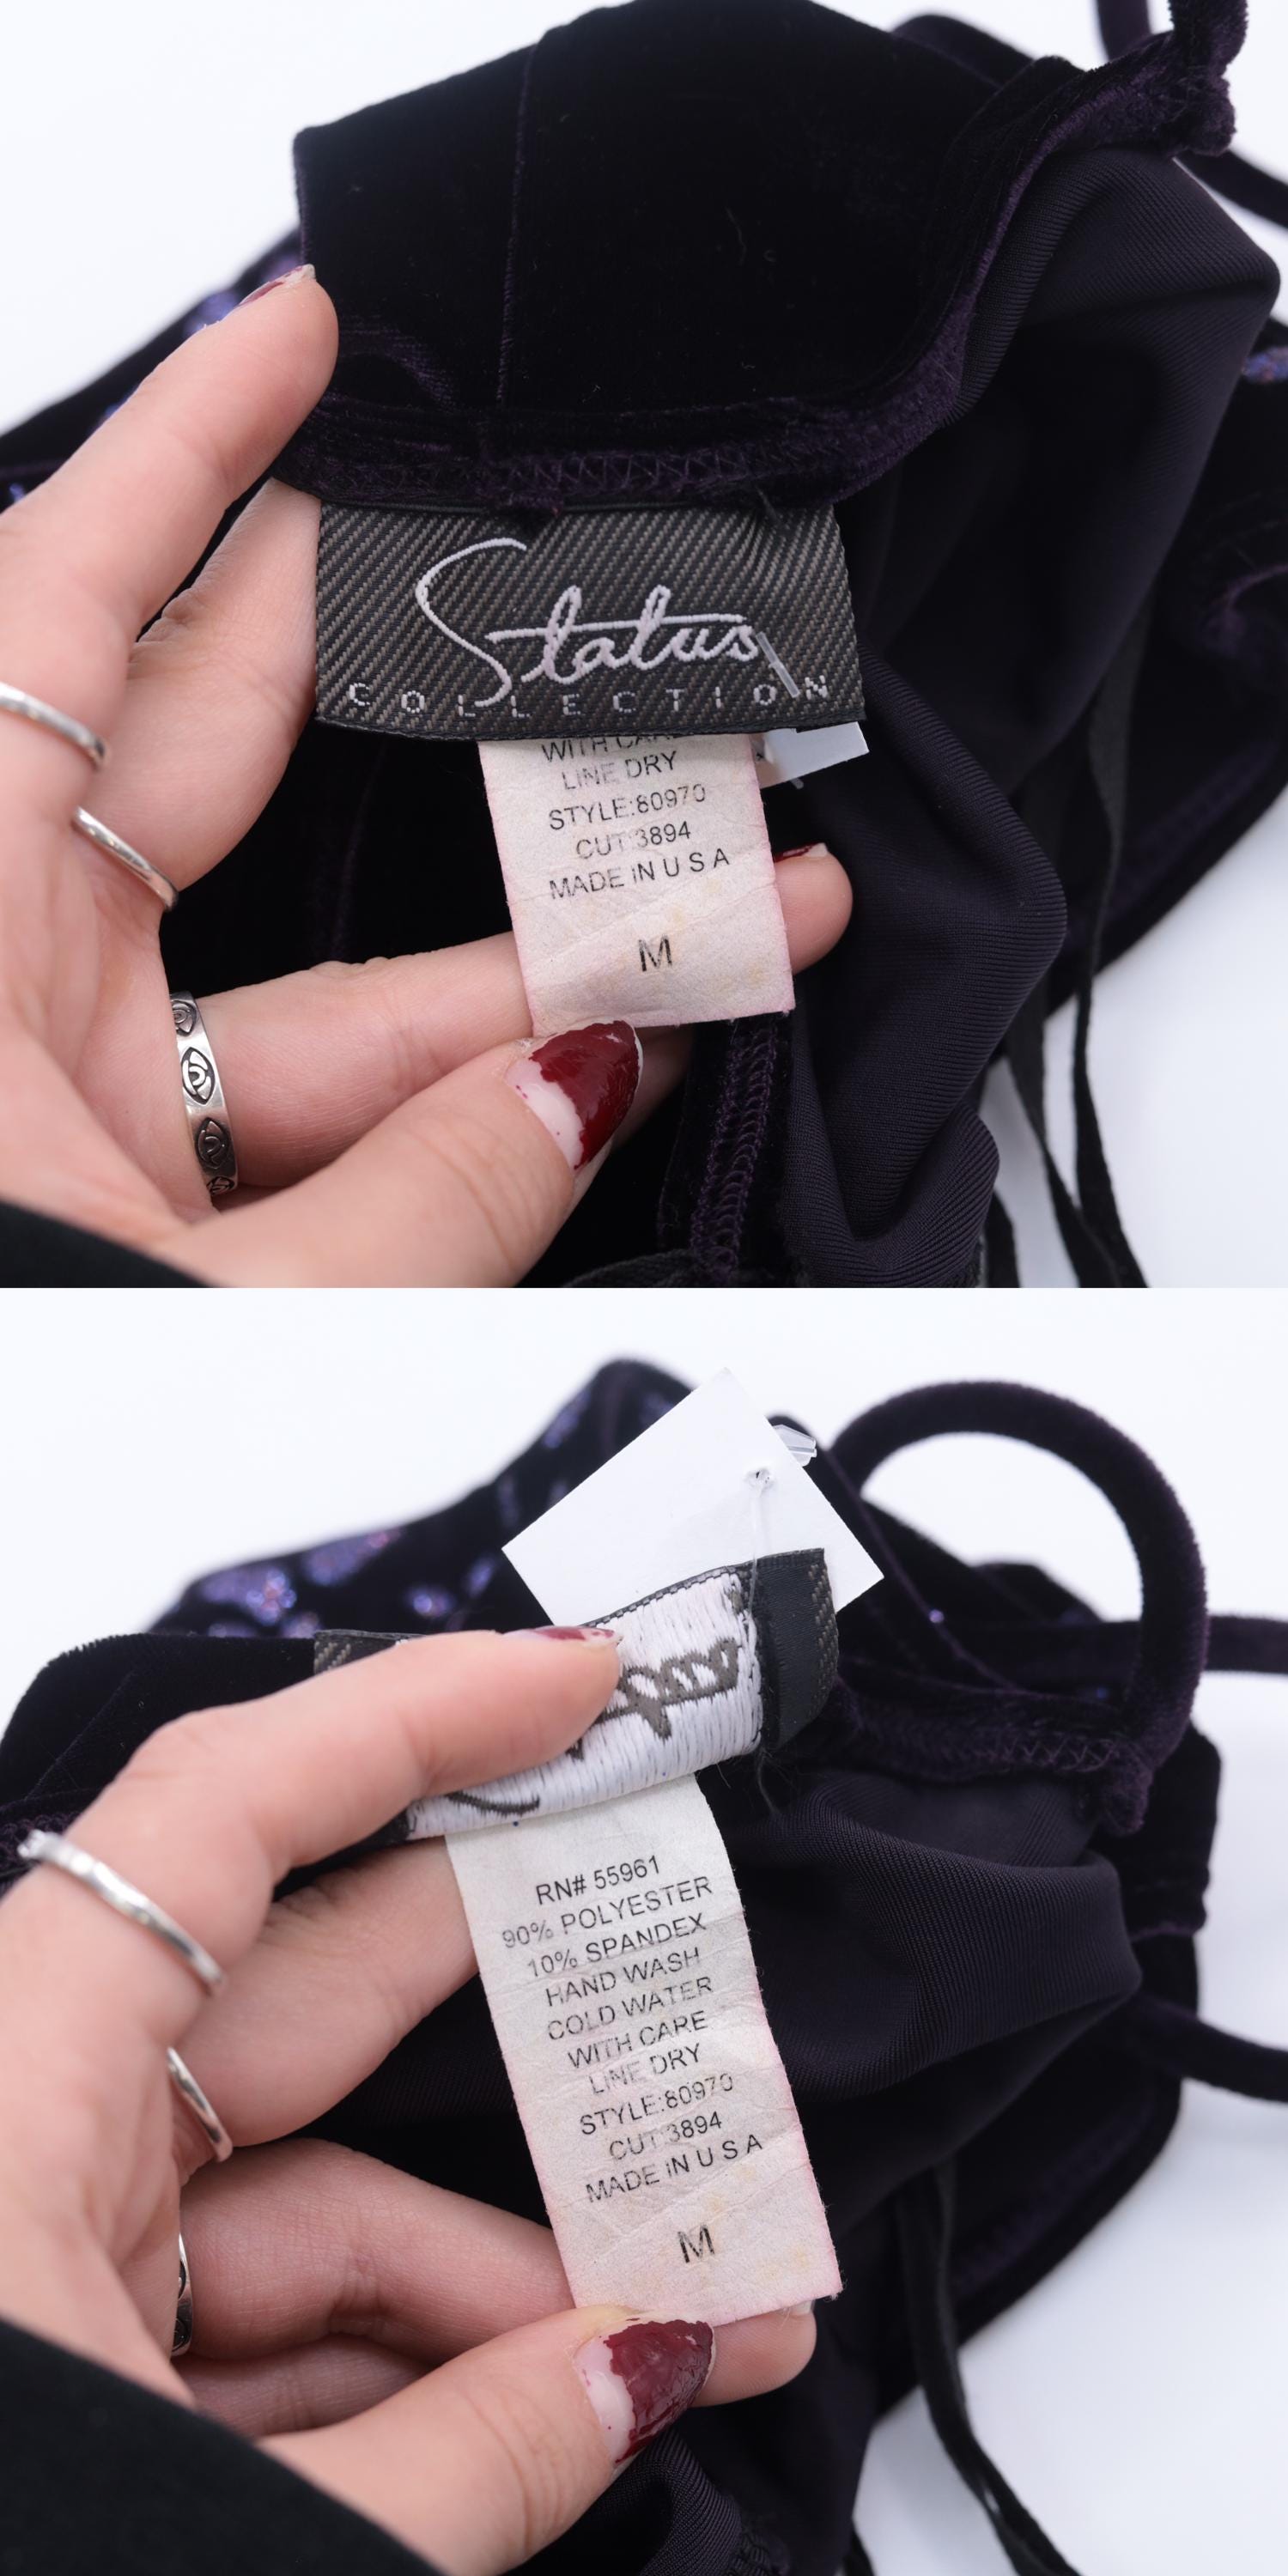 Status
COLLECTION
WITH CARE
LINE DRY
STYLE:80970
CUT:3894
MADE IN U S A
M
RN# 55961
90% POLYESTER
10% SPANDEX
HAND WASH
COLD WATER
WITH CARE
LINE DRY
STYLE:80970
CUT:3894
MADE IN U S A
M